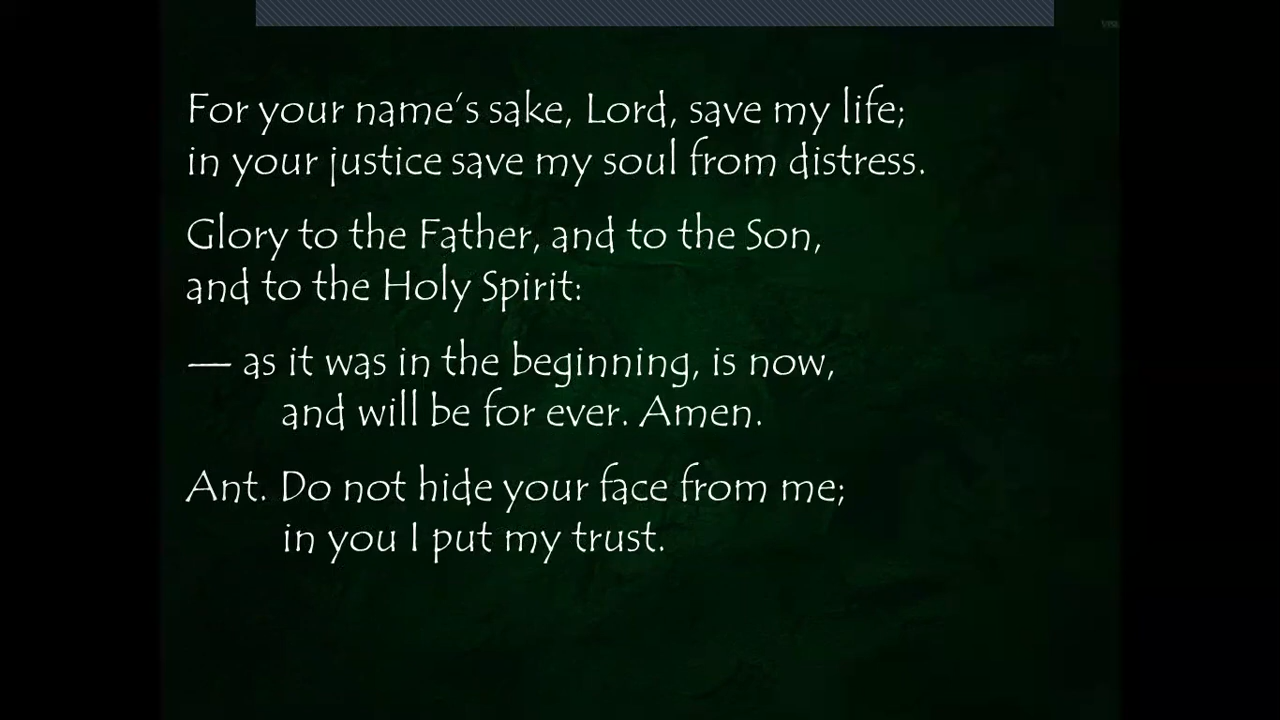 For your name's sake, Lord, save my life;
in your justice save my soul from distress.
Glory to the Father, and to the Son,
and to the Holy Spirit:
— as it was in the beginning, is now,
and will be for ever. Amen.
Ant. Do not hide your face from me;
in you I put my trust.